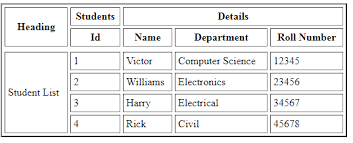 Heading Students Details
Id Name Department Roll Number
Student List 1 Victor Computer Science 12345
2 Williams Electronics 23456
3 Harry Electrical 34567
4 Rick Civil 45678